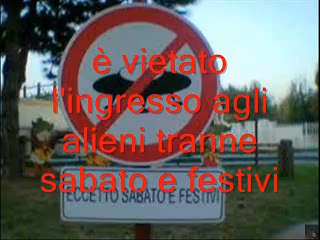 è vietato
l'ingresso agli
alieni tranne
sabato e festivi
ECCETTO SABATO E FESTIVI